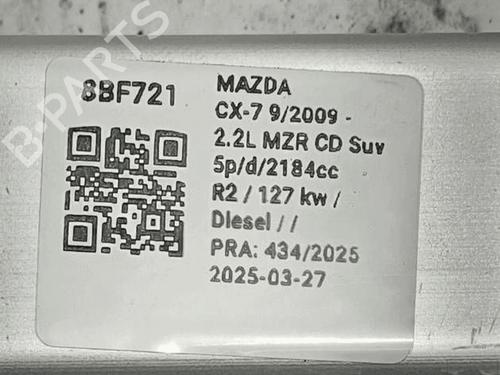 B-PARTS
8BF721
MAZDA
CX-7 9/2009 -
2.2L MZR CD Suv
5p/d/2184cc
R2 / 127 kw /
Diesel / /
PRA: 434/2025
2025-03-27